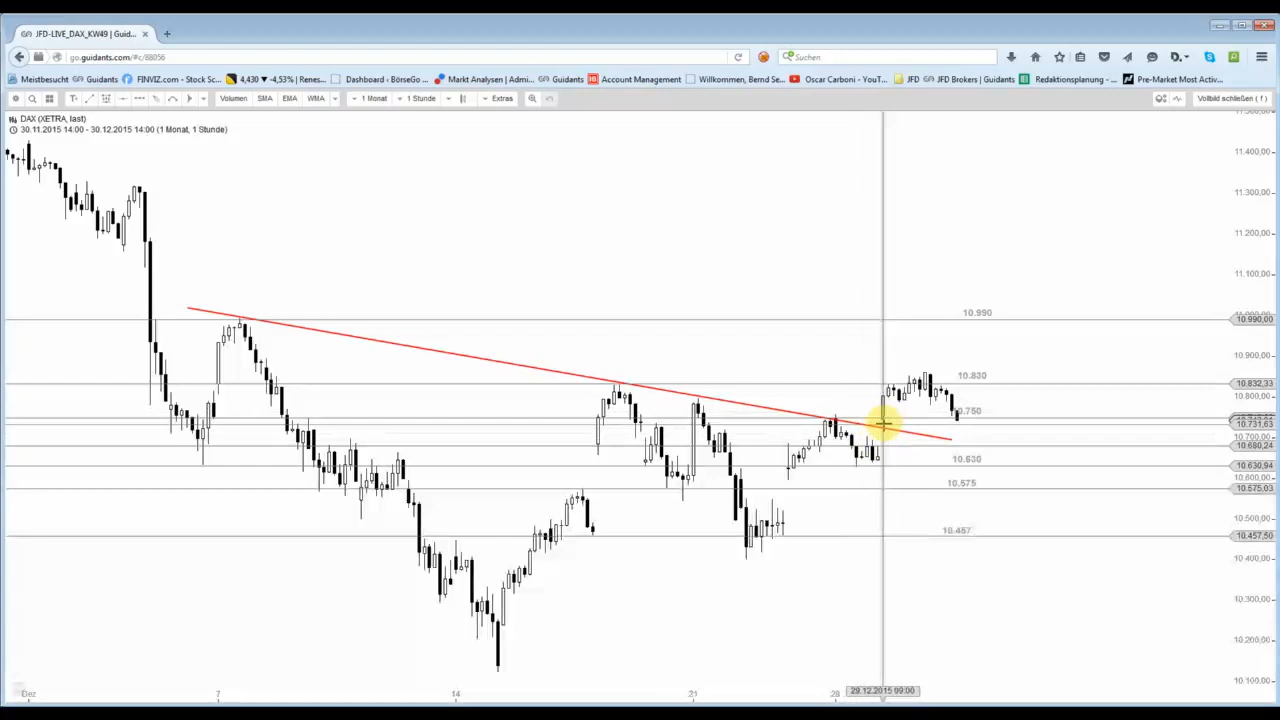 JFD-LIVE_DAX_KW49 | Guid...
go.guidants.com/#c/88056
Suchen
Meistbesucht
Guidants
FINVIZ.com - Stock Sc...
4,430 ▼ -4,53% | Renes...
Dashboard ‹ BörseGo ...
Markt Analysen | Admi...
Guidants
Account Management
Willkommen, Bernd Se...
Oscar Carboni - YouT...
JFD
JFD Brokers | Guidants
Redaktionsplanung - ...
Pre-Market Most Activ...
Volumen
SMA
EMA
WMA
1 Monat
1 Stunde
Extras
Vollbild schließen ( f )
DAX (XETRA, last)
30.11.2015 14:00 - 30.12.2015 14:00 (1 Monat, 1 Stunde)
11.400,00
11.300,00
11.200,00
11.100,00
10.990
10.990,00
10.900,00
10.830
10.832,33
10.800,00
10.750
10.731,63
10.700,00
10.680,24
10.630
10.630,94
10.575
10.575,03
10.500,00
10.457
10.457,50
10.400,00
10.300,00
10.200,00
10.100,00
Dez
7
14
21
28
29.12.2015 09:00